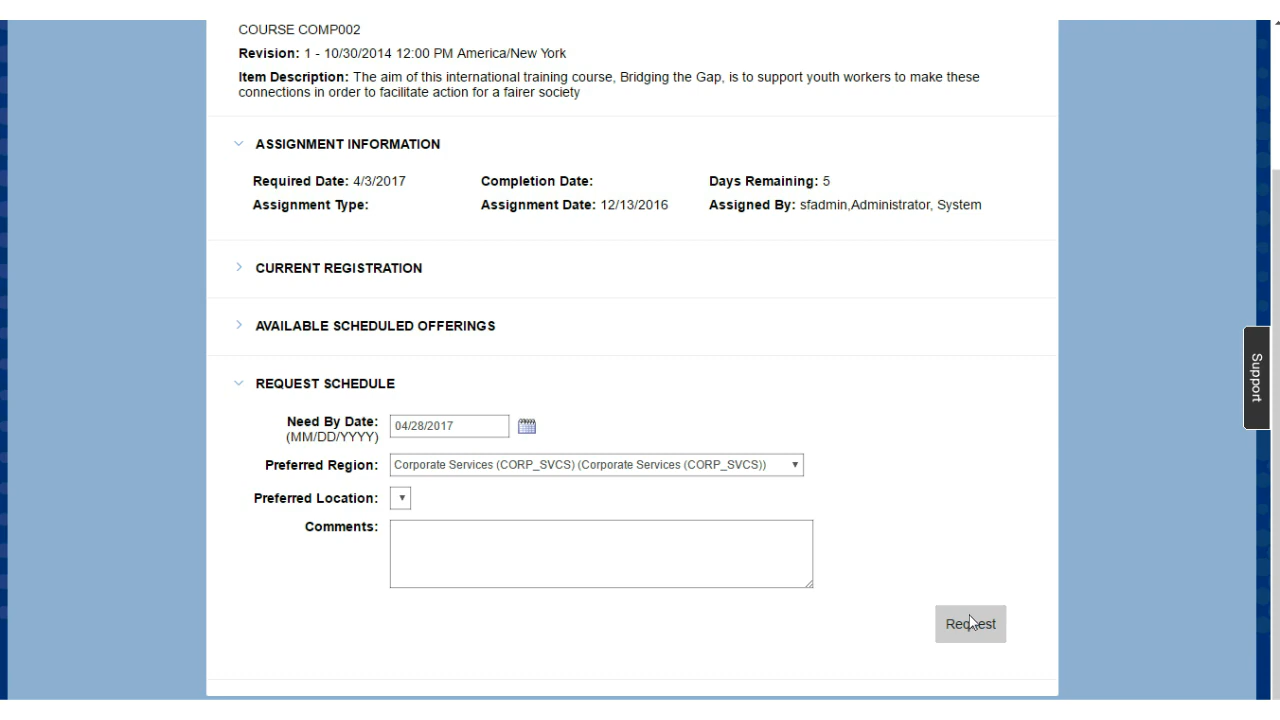 COURSE COMP002
Revision: 1 - 10/30/2014 12:00 PM America/New York
Item Description: The aim of this international training course, Bridging the Gap, is to support youth workers to make these
connections in order to facilitate action for a fairer society
ASSIGNMENT INFORMATION
Required Date: 4/3/2017 Completion Date: Days Remaining: 5
Assignment Type: Assignment Date: 12/13/2016 Assigned By: sfadmin,Administrator, System
CURRENT REGISTRATION
AVAILABLE SCHEDULED OFFERINGS
Support
REQUEST SCHEDULE
Need By Date: 04/28/2017
(MM/DD/YYYY)
Preferred Region: Corporate Services (CORP_SVCS) (Corporate Services (CORP_SVCS))
Preferred Location:
Comments:
Request